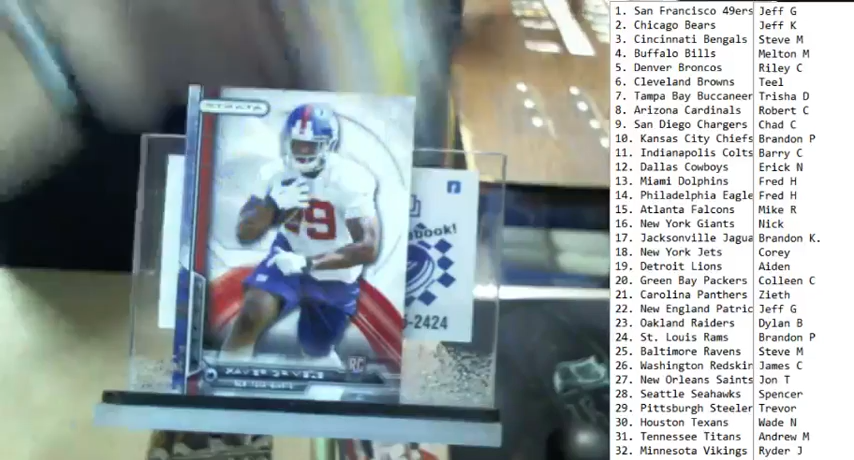 STRATA
29
RC
book!
5-2424
1. San Francisco 49ers Jeff G
2. Chicago Bears Jeff K
3. Cincinnati Bengals Steve M
4. Buffalo Bills Melton M
5. Denver Broncos Riley C
6. Cleveland Browns Teel
7. Tampa Bay Buccaneer Trisha D
8. Arizona Cardinals Robert C
9. San Diego Chargers Chad C
10. Kansas City Chiefs Brandon P
11. Indianapolis Colts Barry C
12. Dallas Cowboys Erick N
13. Miami Dolphins Fred H
14. Philadelphia Eagle Fred H
15. Atlanta Falcons Mike R
16. New York Giants Nick
17. Jacksonville Jagua Brandon K.
18. New York Jets Corey
19. Detroit Lions Aiden
20. Green Bay Packers Colleen C
21. Carolina Panthers Zieth
22. New England Patric Jeff G
23. Oakland Raiders Dylan B
24. St. Louis Rams Brandon P
25. Baltimore Ravens Steve M
26. Washington Redskin James C
27. New Orleans Saints Jon T
28. Seattle Seahawks Spencer
29. Pittsburgh Steeler Trevor
30. Houston Texans Wade N
31. Tennessee Titans Andrew M
32. Minnesota Vikings Ryder J